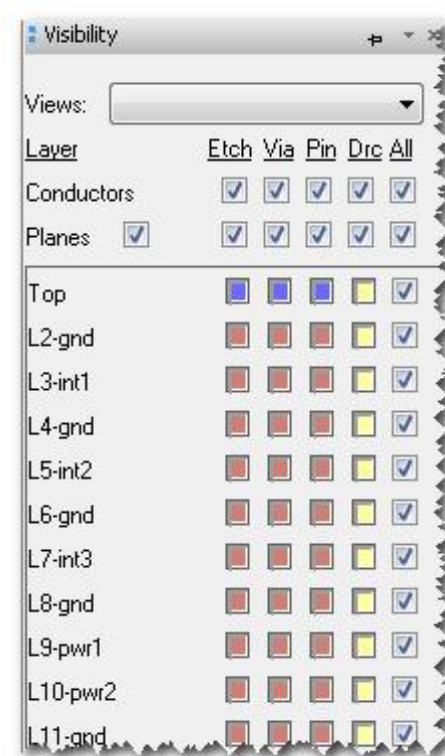 Visibility
Views:
Layer Etch Via Pin Drc All
Conductors
Planes
Top
L2-gnd
L3-int1
L4-gnd
L5-int2
L6-gnd
L7-int3
L8-gnd
L9-pwr1
L10-pwr2
L11-gnd